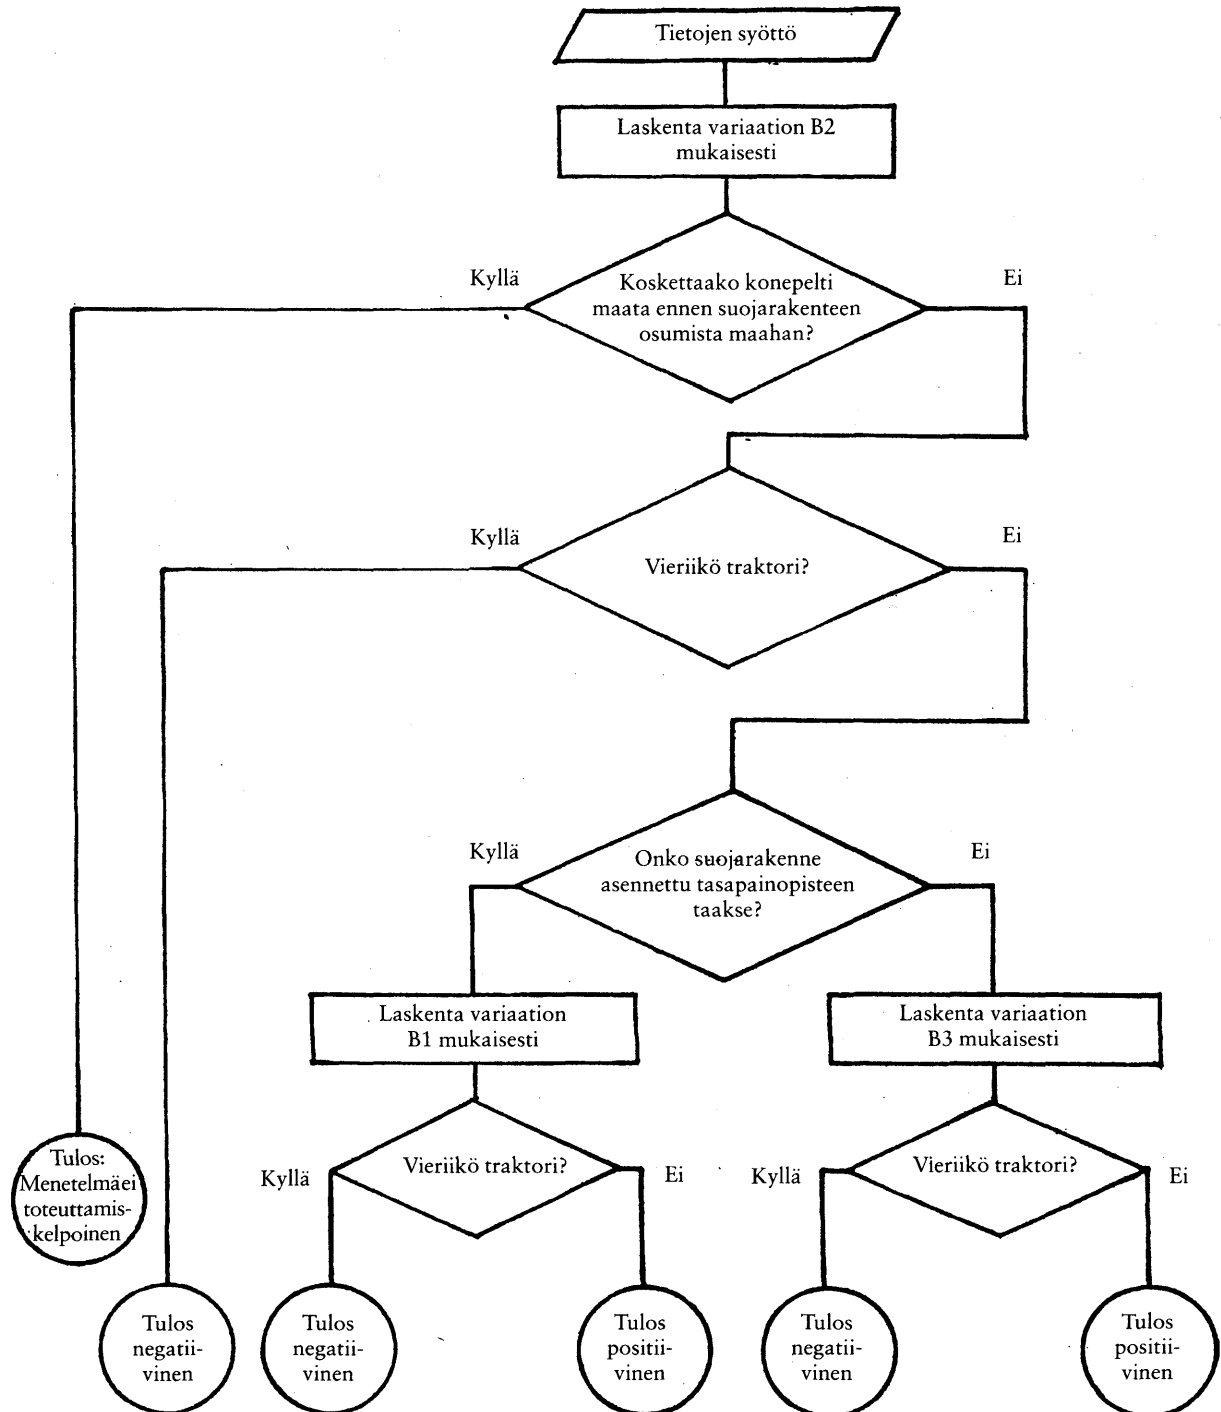 Tietojen syöttö
Laskenta variaation B2
mukaisesti
Kyllä
Koskettaako konepelti
maata ennen suojarakenteen
osumista maahan?
Ei
Kyllä
Vieriikö traktori?
Ei
Kyllä
Onko suojarakenne
asennettu tasapainopisteen
taakse?
Ei
Laskenta variaation
B1 mukaisesti
Laskenta variaation
B3 mukaisesti
Tulos:
Menetelmäei
toteuttamis-
kelpoinen
Kyllä
Vieriikö traktori?
Ei
Kyllä
Vieriikö traktori?
Ei
Tulos
negatii-
vinen
Tulos
negatii-
vinen
Tulos
positii-
vinen
Tulos
negatii-
vinen
Tulos
positii-
vinen